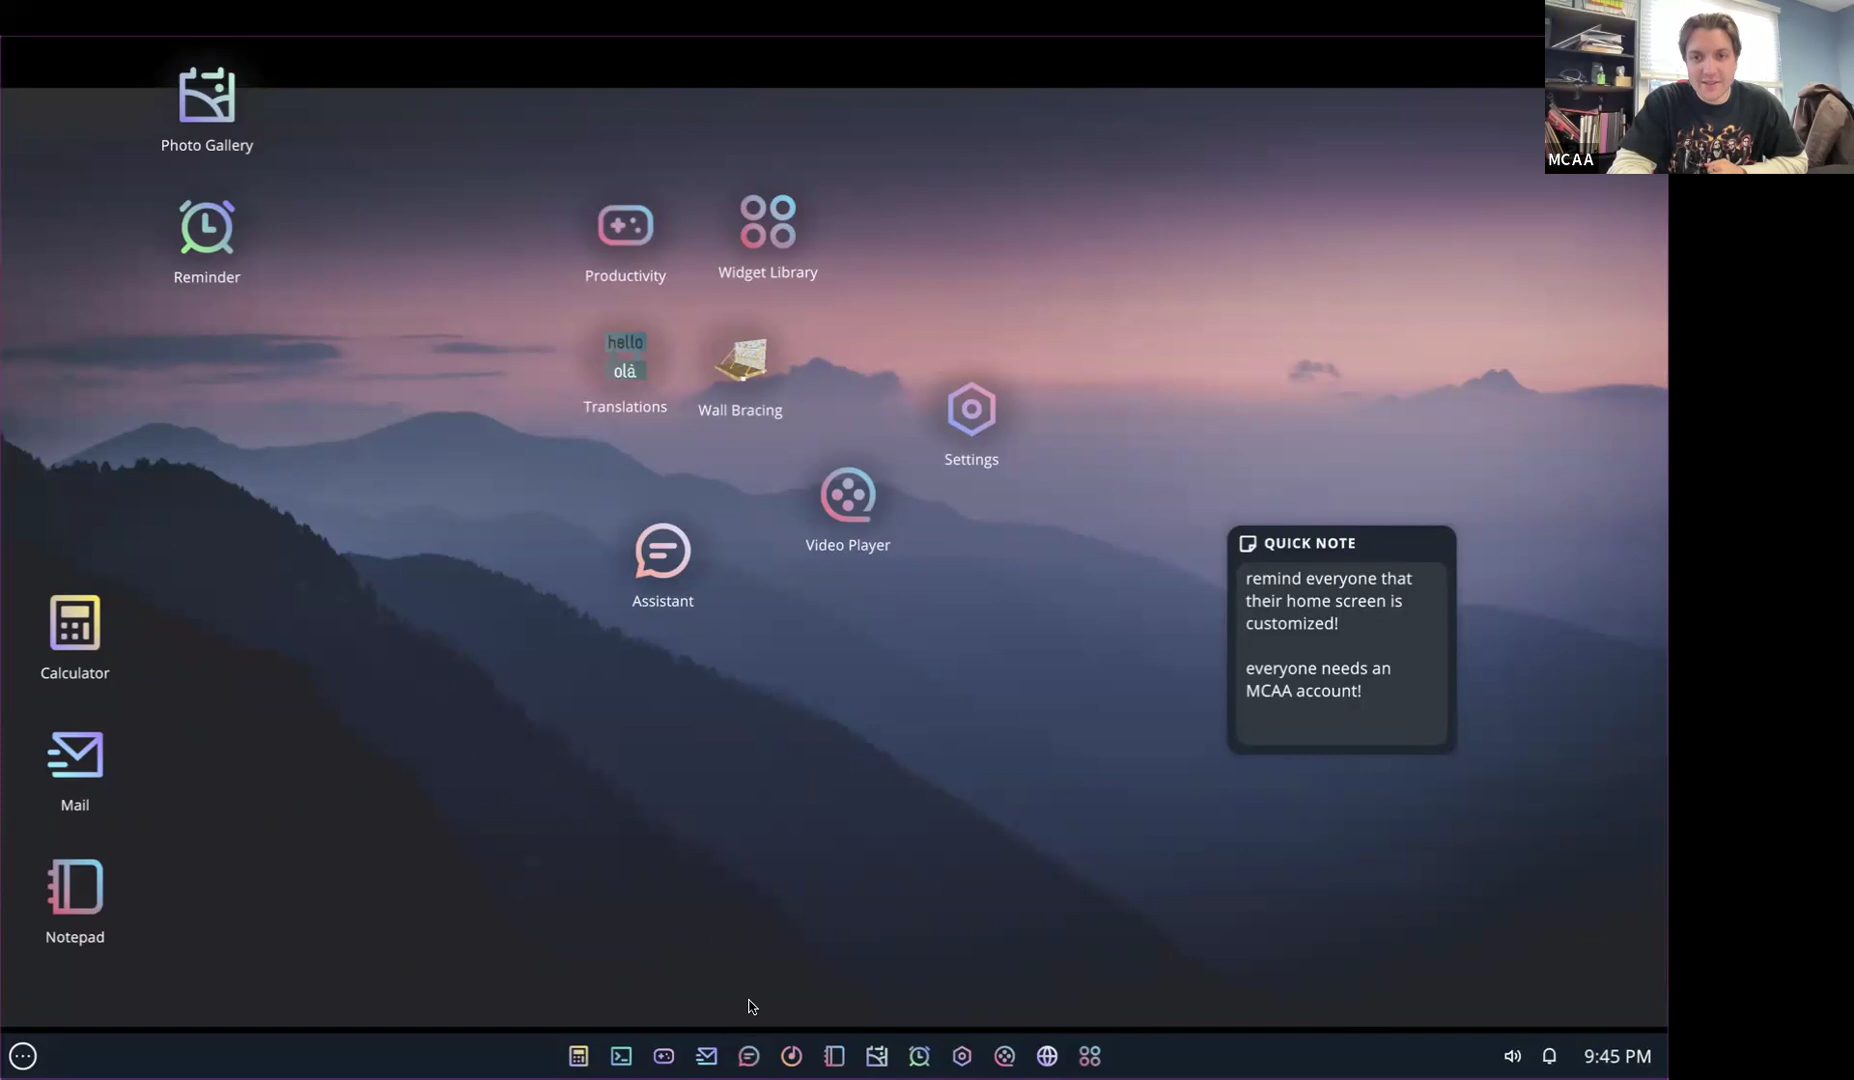 MCAA
Photo Gallery
Reminder
Productivity
Widget Library
hello
olá
Translations
Wall Bracing
Settings
Video Player
Assistant
QUICK NOTE
remind everyone that
their home screen is
customized!
everyone needs an
MCAA account!
Calculator
Mail
Notepad
9:45 PM